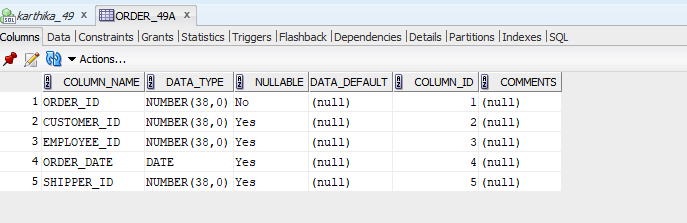 karthika_49 x ORDER_49A x
Columns Data Constraints Grants Statistics Triggers Flashback Dependencies Details Partitions Indexes SQL
Actions...
COLUMN_NAME DATA_TYPE NULLABLE DATA_DEFAULT COLUMN_ID COMMENTS
1 ORDER_ID NUMBER(38,0) No (null) 1 (null)
2 CUSTOMER_ID NUMBER(38,0) Yes (null) 2 (null)
3 EMPLOYEE_ID NUMBER(38,0) Yes (null) 3 (null)
4 ORDER_DATE DATE Yes (null) 4 (null)
5 SHIPPER_ID NUMBER(38,0) Yes (null) 5 (null)